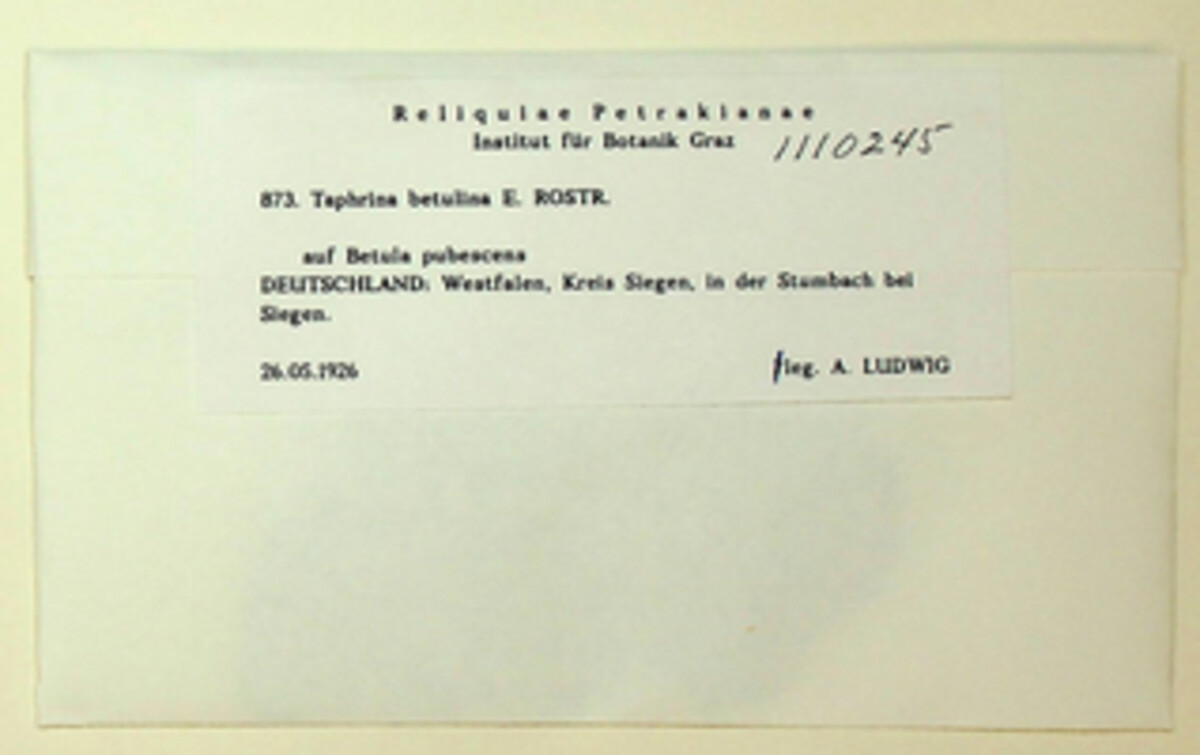 Reliquiae Petrakianae
Institut für Botanik Graz 1110245
873. Taphrina betulina E. ROSTR.
auf Betula pubescens
DEUTSCHLAND: Westfalen, Kreis Siegen, in der Stumbach bei
Siegen.
26.05.1926 leg. A. LUDWIG